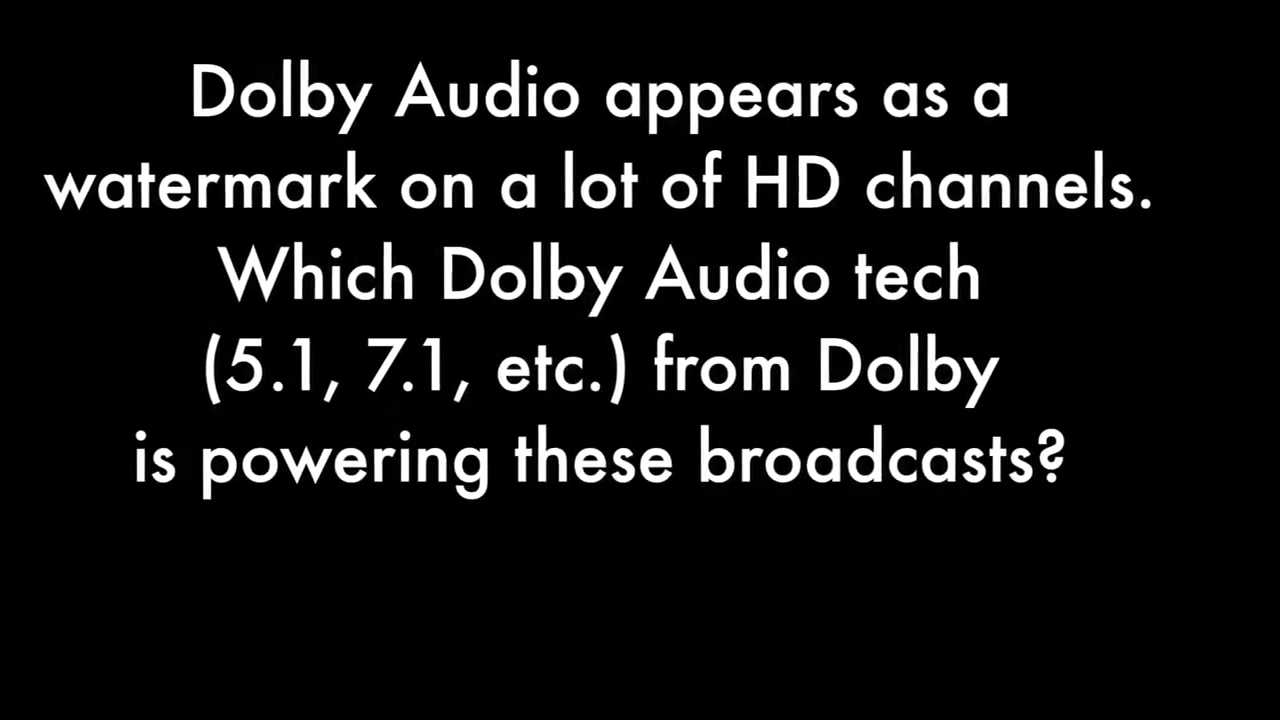 Dolby Audio appears as a
watermark on a lot of HD channels.
Which Dolby Audio tech
(5.1, 7.1, etc.) from Dolby
is powering these broadcasts?